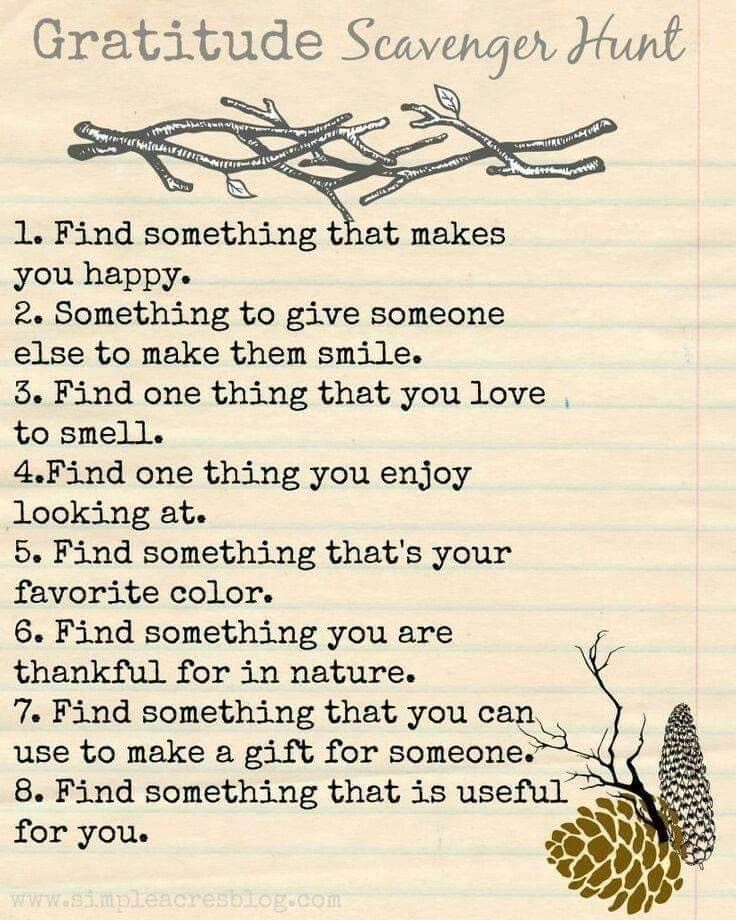 Gratitude Scavenger Hunt
1. Find something that makes
you happy.
2. Something to give someone
else to make them smile.
3. Find one thing that you love
to smell.
4.Find one thing you enjoy
looking at.
5. Find something that's your
favorite color.
6. Find something you are
thankful for in nature.
7. Find something that you can
use to make a gift for someone.
8. Find something that is useful
for you.
www.simpleacresblog.com